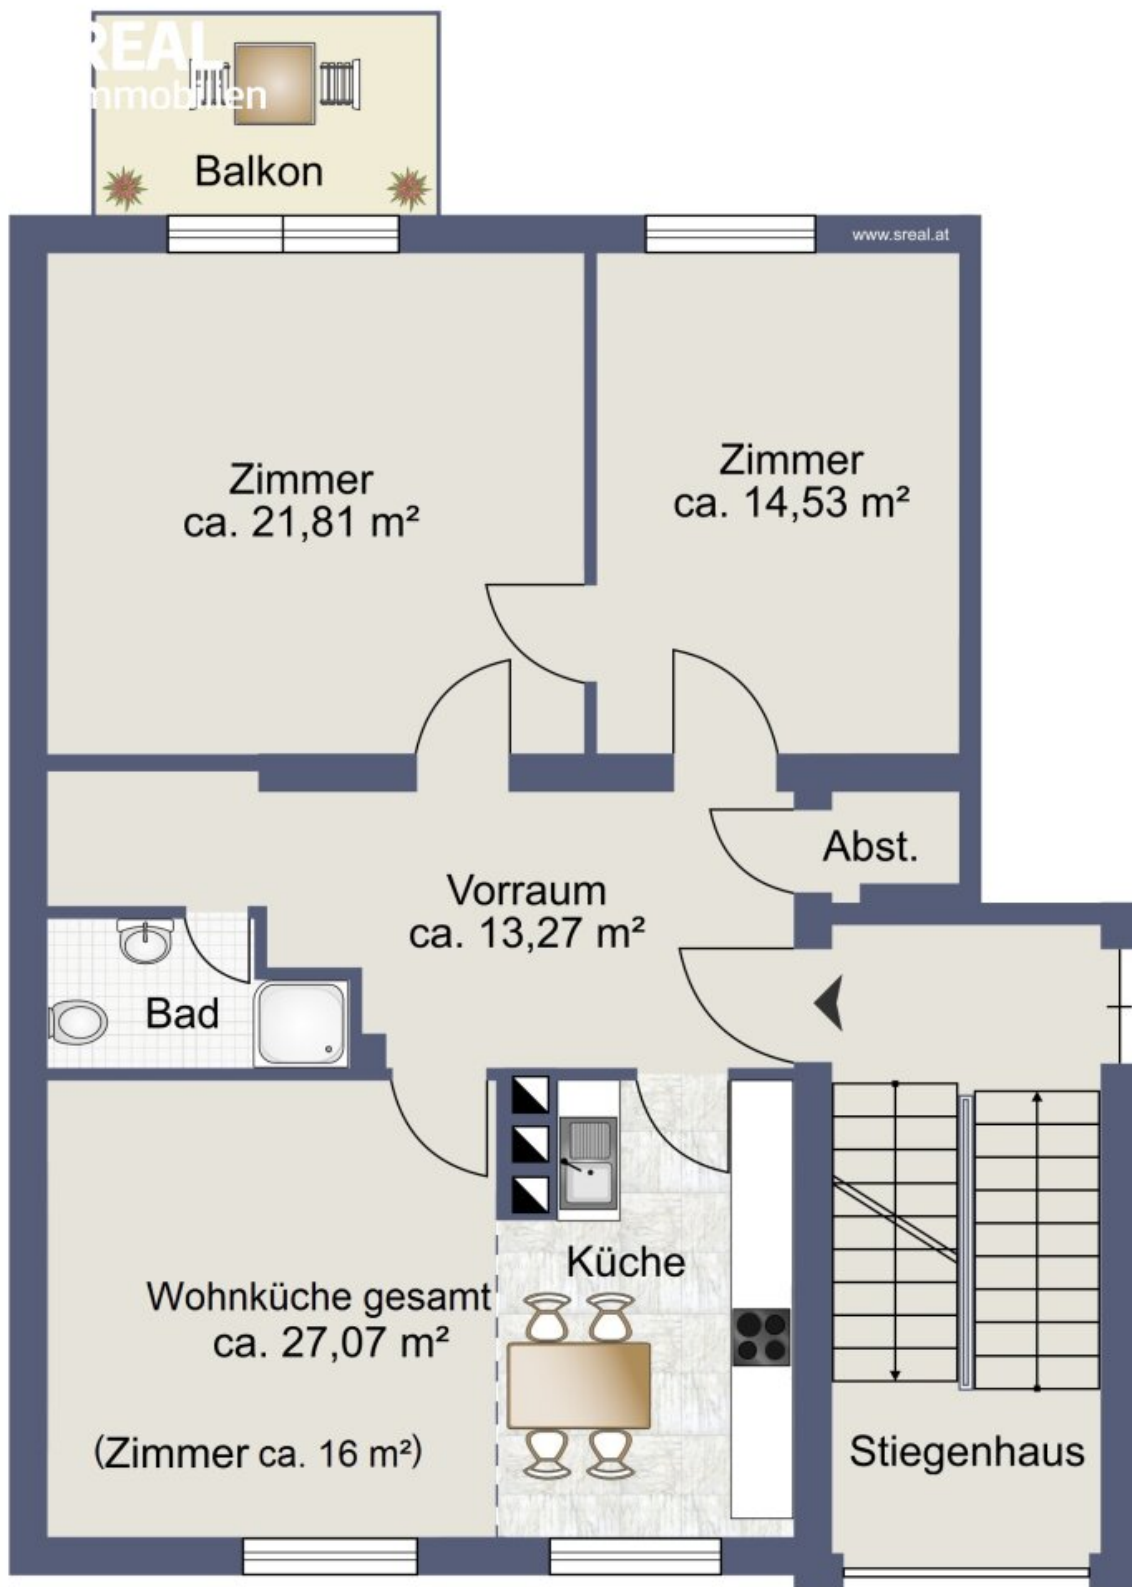 REAL
mmobilien
Balkon
www.sreal.at
Zimmer
ca. 21,81 m²
Zimmer
ca. 14,53 m²
Abst.
Vorraum
ca. 13,27 m²
Bad
Küche
Wohnküche gesamt
ca. 27,07 m²
(Zimmer ca. 16 m²)
Stiegenhaus